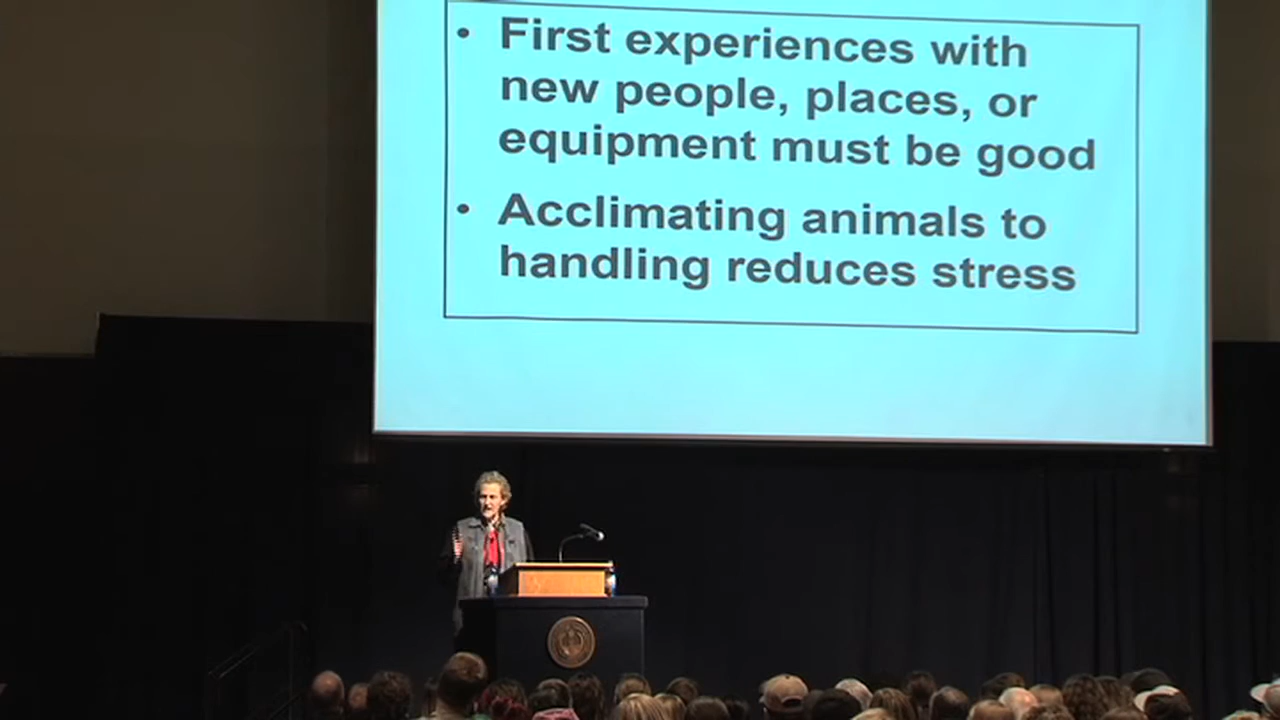 • First experiences with
new people, places, or
equipment must be good
• Acclimating animals to
handling reduces stress